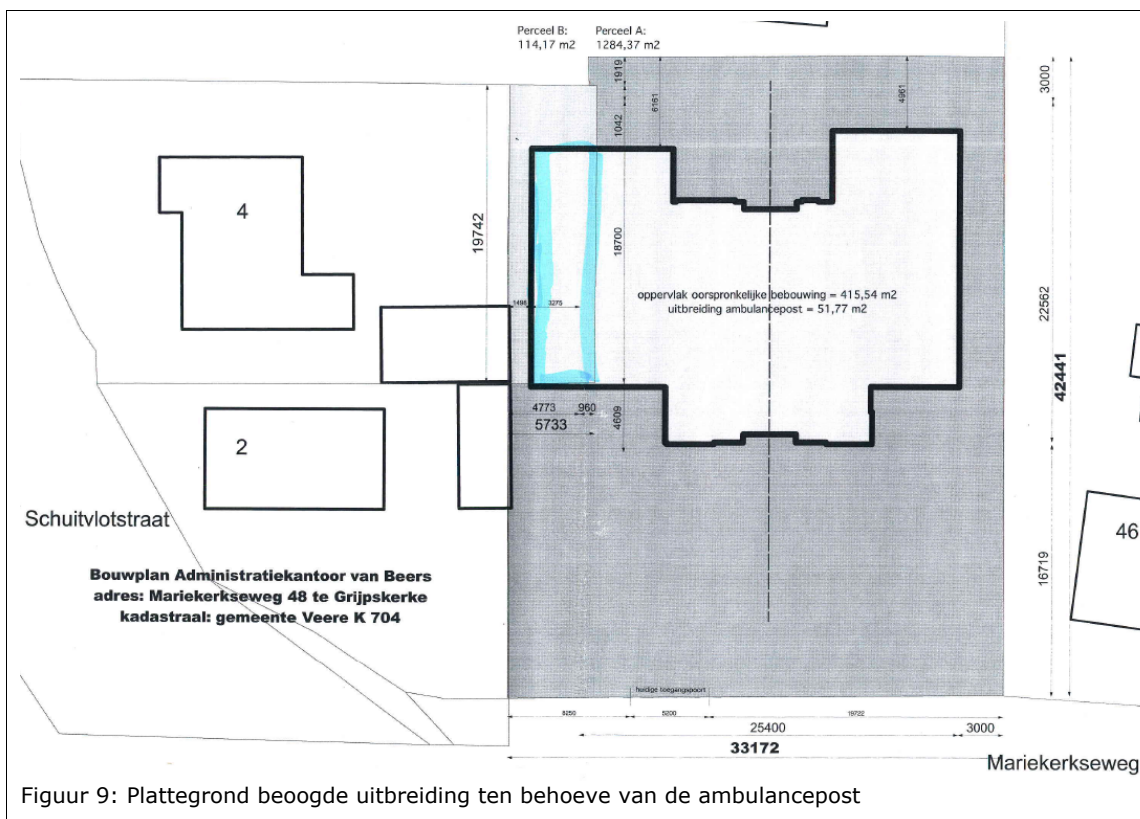 Perceel B: Perceel A:
114,17 m2 1284,37 m2
1919
3000
6161
4961
1042
4
19742
18700
oppervlak oorspronkelijke bebouwing = 415,54 m2
uitbreiding ambulancepost = 51,77 m2
1498 3275
22562
42441
4773 960
5733
4609
2
Schuitvlotstraat
46
16719
Bouwplan Administratiekantoor van Beers
adres: Mariekerkseweg 48 te Grijpskerke
kadastraal: gemeente Veere K 704
huidige toegangspoort
8250 5200 19722
25400 3000
33172
Mariekerkseweg
Figuur 9: Plattegrond beoogde uitbreiding ten behoeve van de ambulancepost